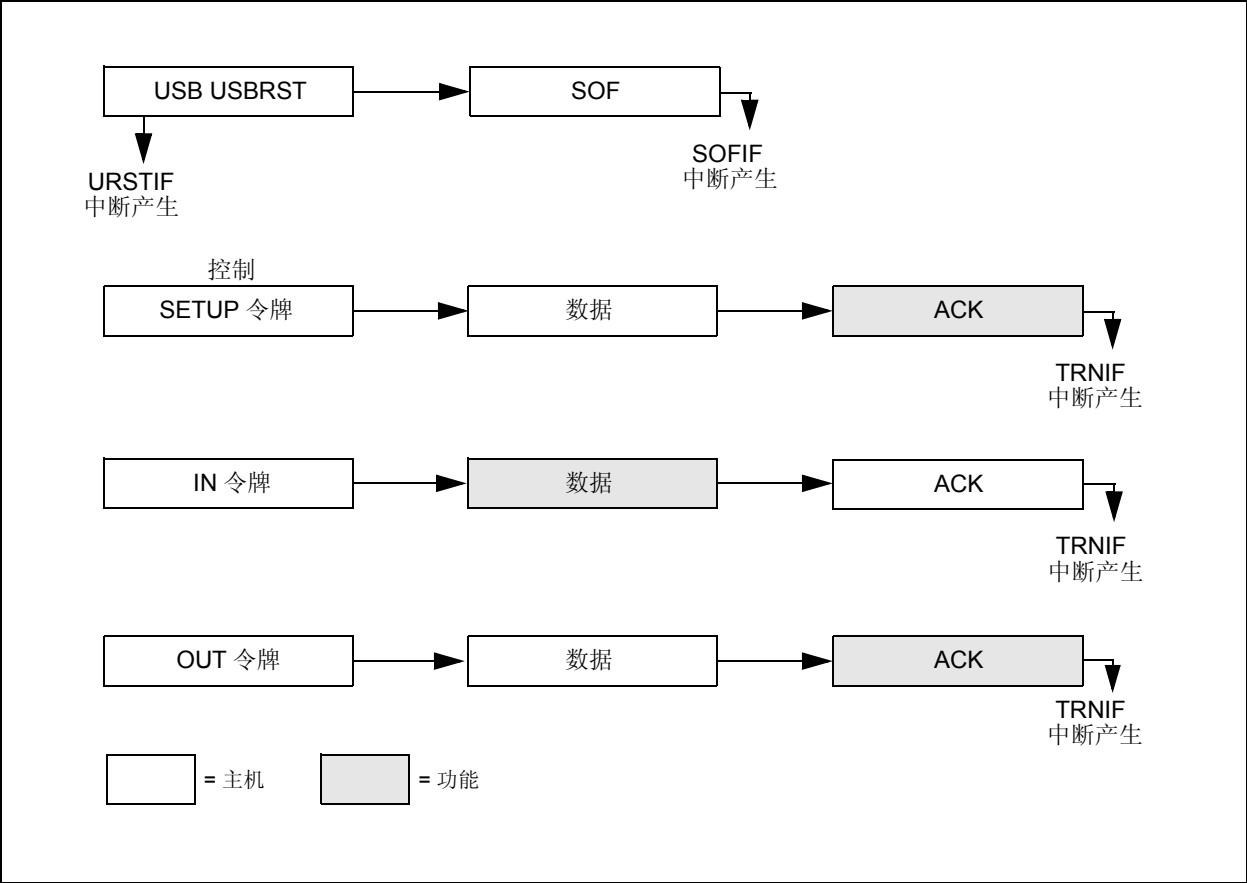 USB USBRST
SOF
URSTIF
中断产生
SOFIF
中断产生
控制
SETUP 令牌
数据
ACK
TRNIF
中断产生
IN 令牌
数据
ACK
TRNIF
中断产生
OUT 令牌
数据
ACK
TRNIF
中断产生
= 主机
= 功能